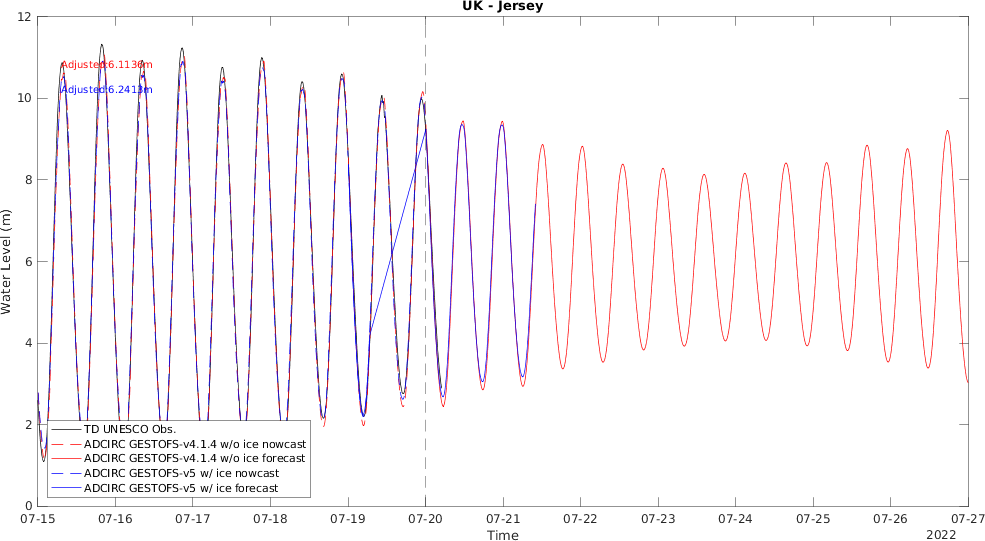 UK - Jersey
12
10
8
6
4
2
0
Water Level (m)
Adjusted:6.1136m
Adjusted:6.2413m
TD UNESCO Obs.
ADCIRC GESTOFS-v4.1.4 w/o ice nowcast
ADCIRC GESTOFS-v4.1.4 w/o ice forecast
ADCIRC GESTOFS-v5 w/ ice nowcast
ADCIRC GESTOFS-v5 w/ ice forecast
07-15 07-16 07-17 07-18 07-19 07-20 07-21 07-22 07-23 07-24 07-25 07-26 07-27
Time
2022